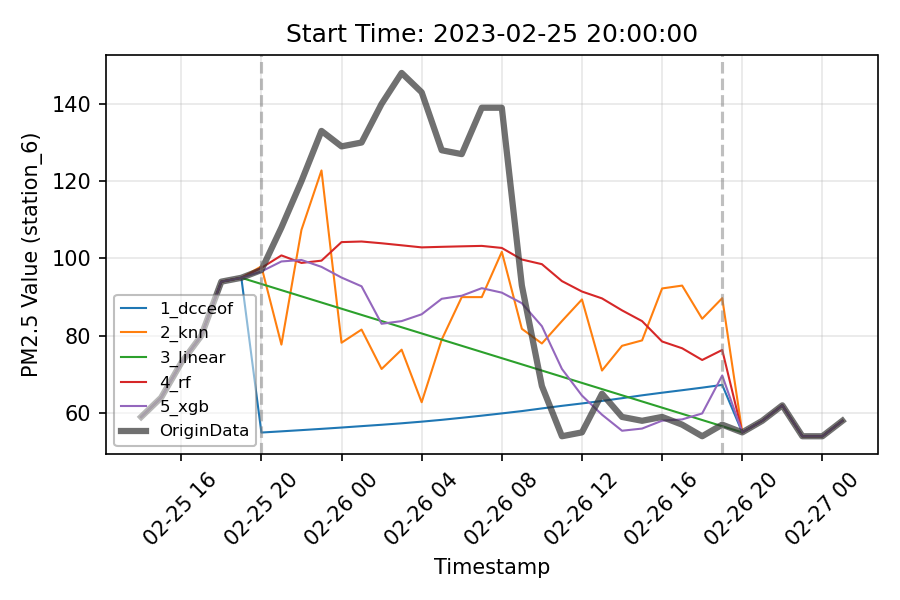 Start Time: 2023-02-25 20:00:00
PM2.5 Value (station_6)
140
120
100
80
60
1_dcceof
2_knn
3_linear
4_rf
5_xgb
OriginData
02-25 16
02-25 20
02-26 00
02-26 04
02-26 08
02-26 12
02-26 16
02-26 20
02-27 00
Timestamp